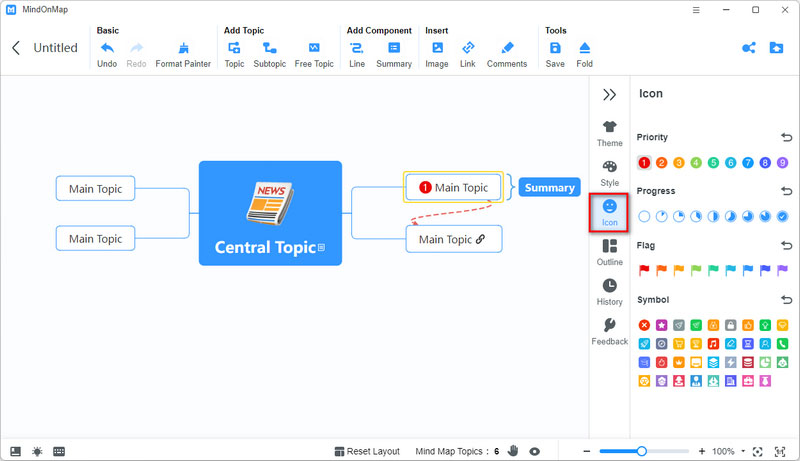 MindOnMap
Untitled
Basic
Undo
Redo
Format Painter
Add Topic
Topic
Subtopic
Free Topic
Add Component
Line
Summary
Insert
Image
Link
Comments
Tools
Save
Fold
Main Topic
Main Topic
NEWS
Central Topic
1 Main Topic
Summary
Main Topic
Theme
Style
Icon
Outline
History
Feedback
Icon
Priority
1 2 3 4 5 6 7 8 9
Progress
Flag
Symbol
Reset Layout
Mind Map Topics : 6
100%